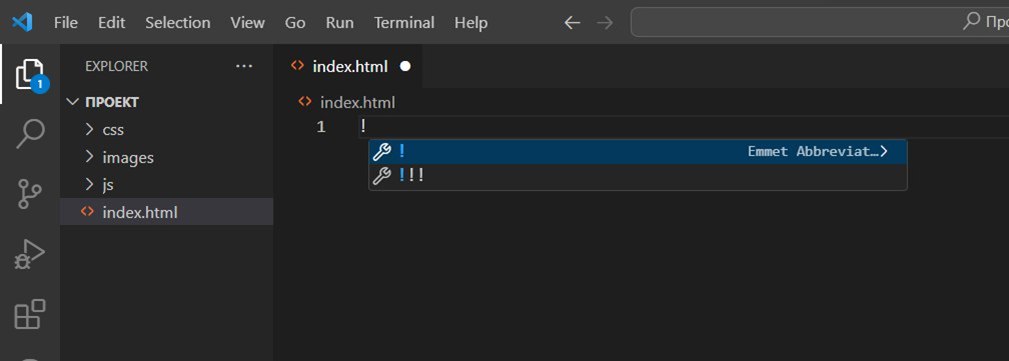 File Edit Selection View Go Run Terminal Help Про
EXPLORER ...
ПРОЕКТ
css
images
js
index.html
1
index.html
index.html
1 !
! Emmet Abbreviat...
!!!